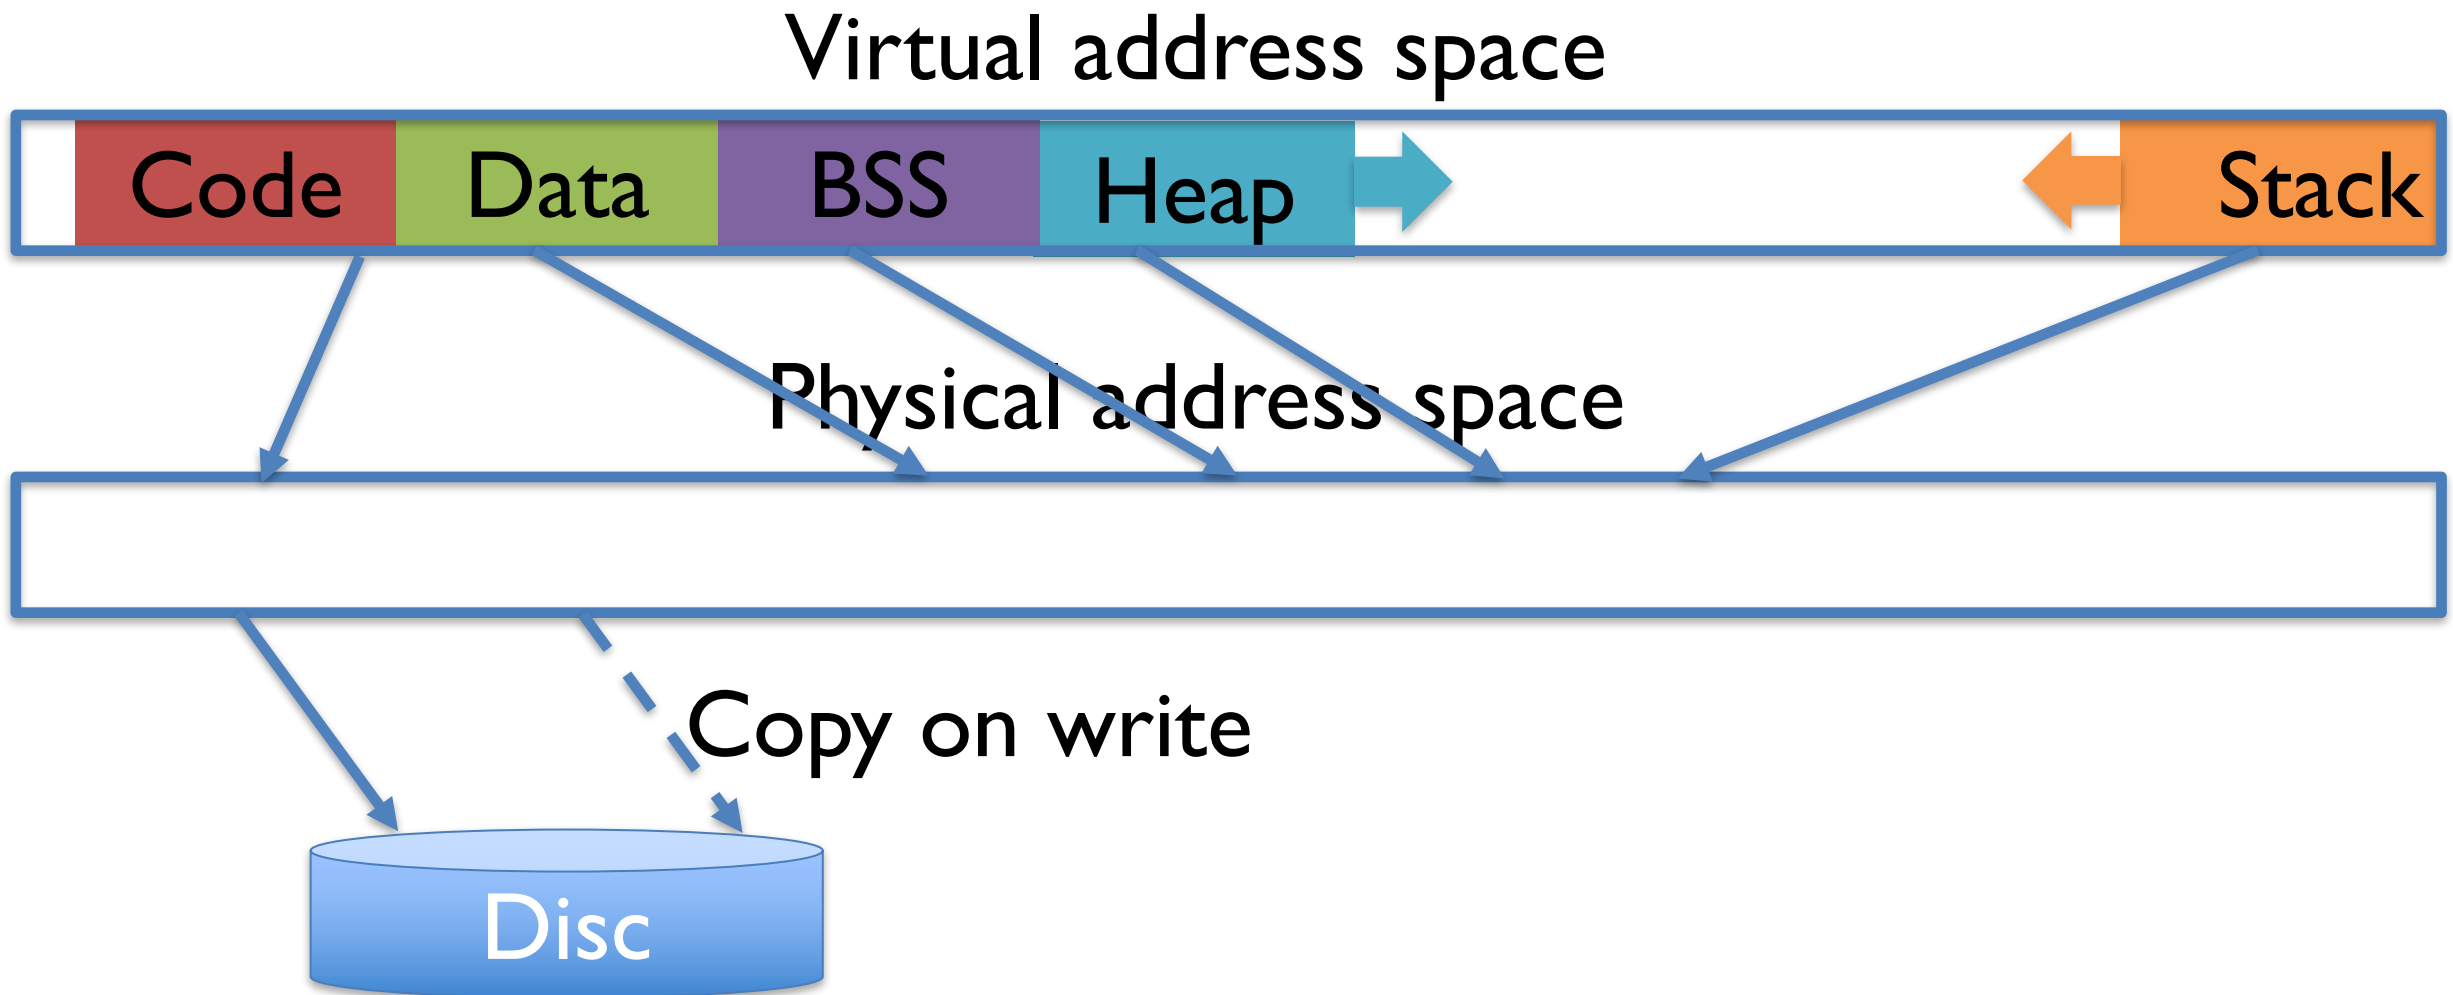 Virtual address space
Code Data BSS Heap Stack
Physical address space
Copy on write
Disc